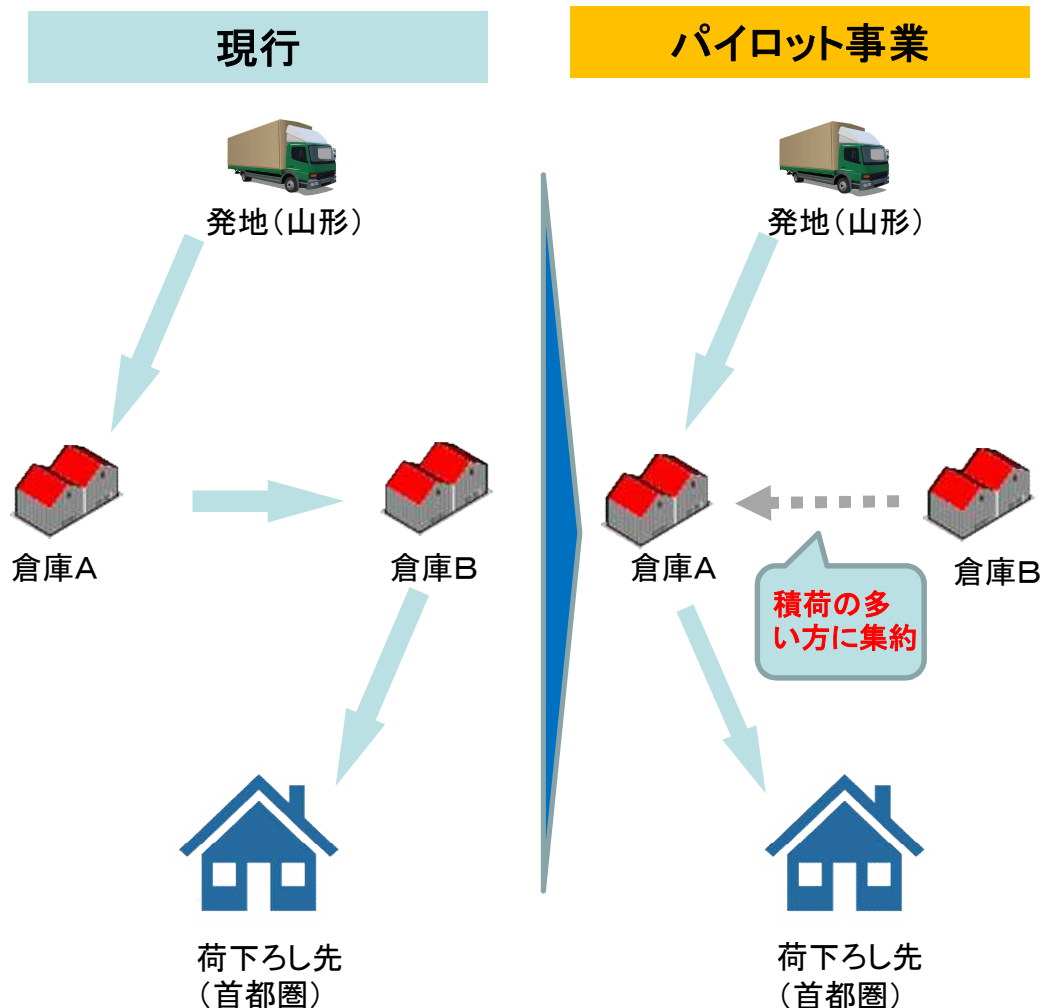 現行
パイロット事業
発地（山形）
発地（山形）
倉庫Ａ
倉庫Ｂ
倉庫Ａ
倉庫Ｂ
積荷の多
い方に集約
荷下ろし先
（首都圏）
荷下ろし先
（首都圏）